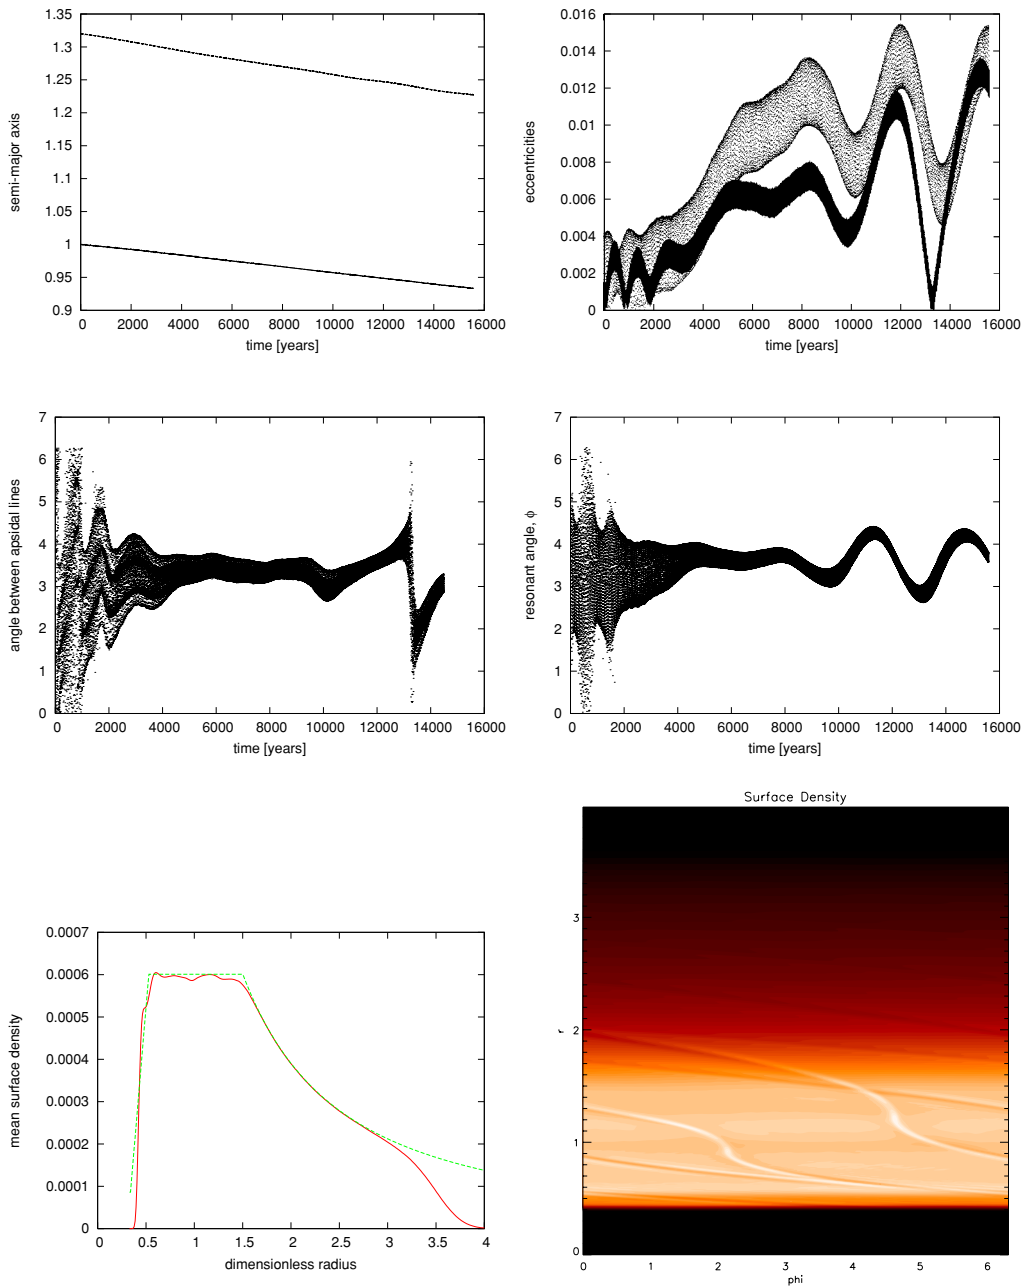 1.35
1.3
1.25
1.2
1.15
1.1
1.05
1
0.95
0.9
semi-major axis
0 2000 4000 6000 8000 10000 12000 14000 16000
time [years]
0.016
0.014
0.012
0.01
0.008
0.006
0.004
0.002
0
eccentricities
0 2000 4000 6000 8000 10000 12000 14000 16000
time [years]
7
6
5
4
3
2
1
0
angle between apsidal lines
0 2000 4000 6000 8000 10000 12000 14000 16000
time [years]
7
6
5
4
3
2
1
0
resonant angle, ϕ
0 2000 4000 6000 8000 10000 12000 14000 16000
time [years]
0.0007
0.0006
0.0005
0.0004
0.0003
0.0002
0.0001
0
mean surface density
0 0.5 1 1.5 2 2.5 3 3.5 4
dimensionless radius
Surface Density
3
2
1
0
r
0 1 2 3 4 5 6
phi